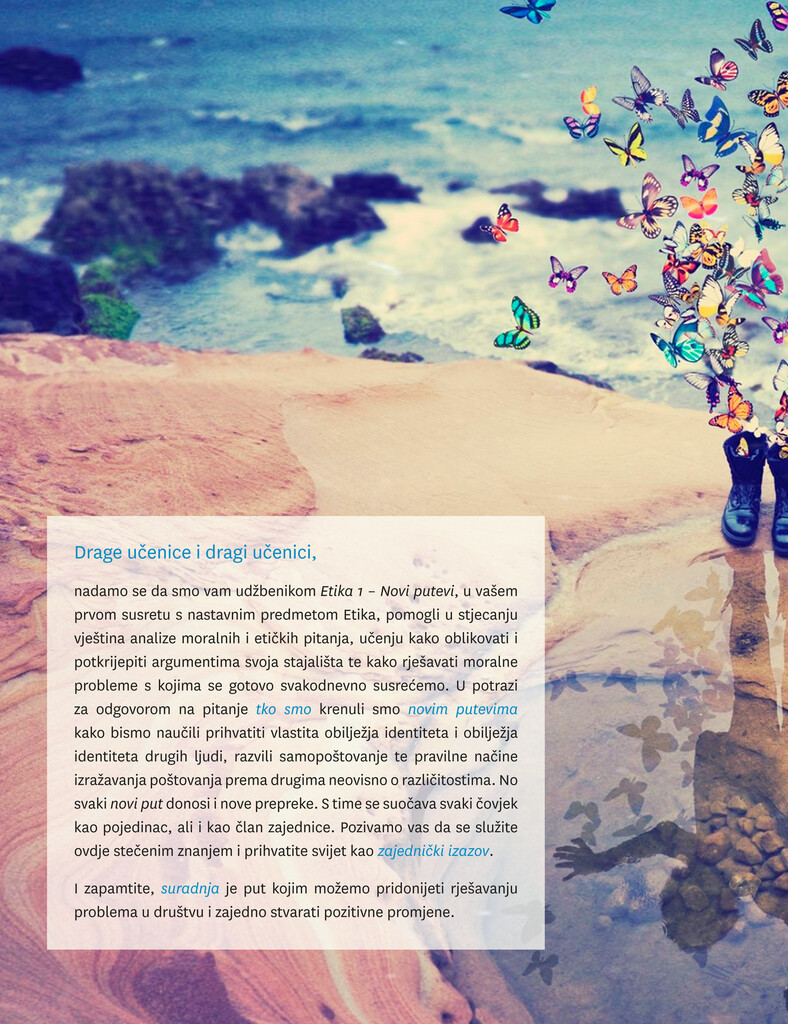 Drage učenice i dragi učenici,
nadamo se da smo vam udžbenikom Etika 1 – Novi putevi, u vašem
prvom susretu s nastavnim predmetom Etika, pomogli u stjecanju
vještina analize moralnih i etičkih pitanja, učenju kako oblikovati i
potkrijepiti argumentima svoja stajališta te kako rješavati moralne
probleme s kojima se gotovo svakodnevno susrećemo. U potrazi
za odgovorom na pitanje tko smo krenuli smo novim putevima
kako bismo naučili prihvatiti vlastita obilježja identiteta i obilježja
identiteta drugih ljudi, razvili samopoštovanje te pravilne načine
izražavanja poštovanja prema drugima neovisno o različitostima. No
svaki novi put donosi i nove prepreke. S time se suočava svaki čovjek
kao pojedinac, ali i kao član zajednice. Pozivamo vas da se služite
ovdje stečenim znanjem i prihvatite svijet kao zajednički izazov.
I zapamtite, suradnja je put kojim možemo pridonijeti rješavanju
problema u društvu i zajedno stvarati pozitivne promjene.